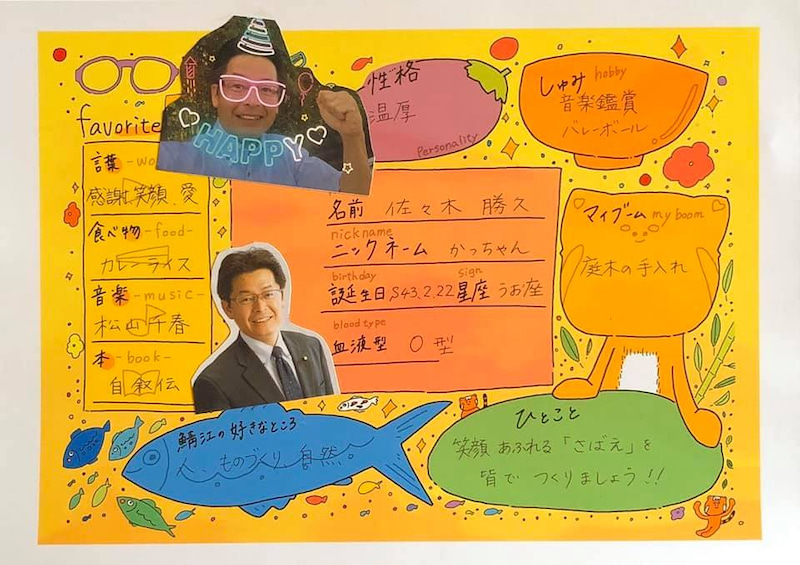 favorite
言葉 -wo
感謝、笑顔、愛
食べ物 -food-
カレーライス
音楽 -music-
松山千春
本 -book-
自叙伝
HAPPY
性格
温厚
Personality
しゅみ hobby
音楽鑑賞
バレーボール
名前 佐々木 勝久
nickname
ニックネーム かっちゃん
birthday sign
誕生日 S43.2.22 星座 うお座
blood type
血液型 O型
マイブーム my boom
庭木の手入れ
鯖江の好きなところ
人、ものづくり 自然
ひとこと
笑顔あふれる「さばえ」を
皆で つくりましょう!!